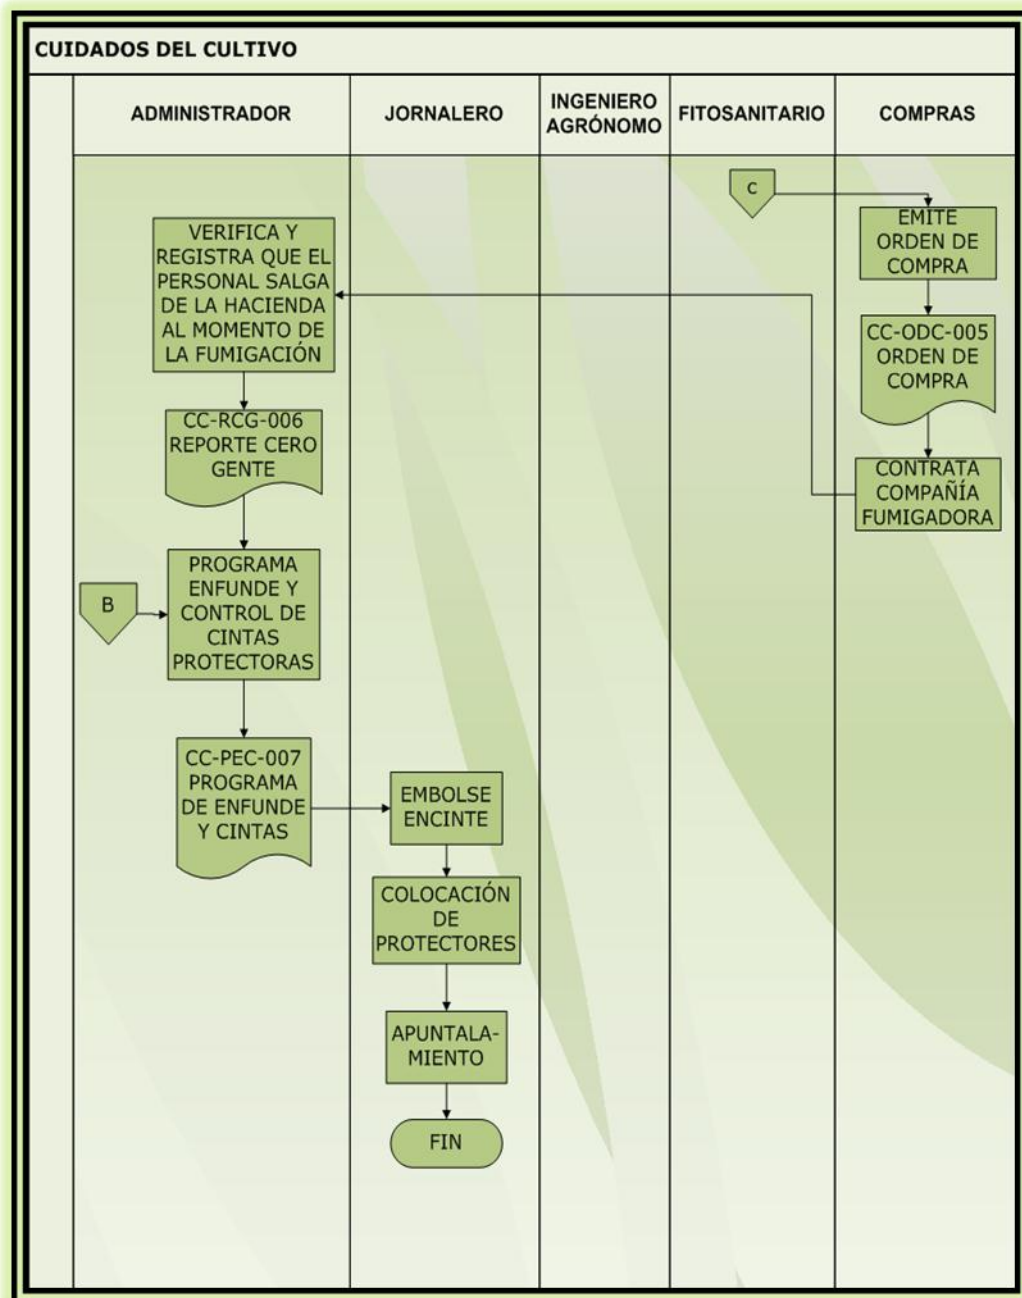 CUIDADOS DEL CULTIVO
ADMINISTRADOR
JORNALERO
INGENIERO
AGRÓNOMO
FITOSANITARIO
COMPRAS
C
EMITE
ORDEN DE
COMPRA
CC-ODC-005
ORDEN DE
COMPRA
CONTRATA
COMPAÑÍA
FUMIGADORA
VERIFICA Y
REGISTRA QUE EL
PERSONAL SALGA
DE LA HACIENDA
AL MOMENTO DE
LA FUMIGACIÓN
CC-RCG-006
REPORTE CERO
GENTE
B
PROGRAMA
ENFUNDE Y
CONTROL DE
CINTAS
PROTECTORAS
CC-PEC-007
PROGRAMA
DE ENFUNDE
Y CINTAS
EMBOLSE
ENCINTE
COLOCACIÓN
DE
PROTECTORES
APUNTALA-
MIENTO
FIN